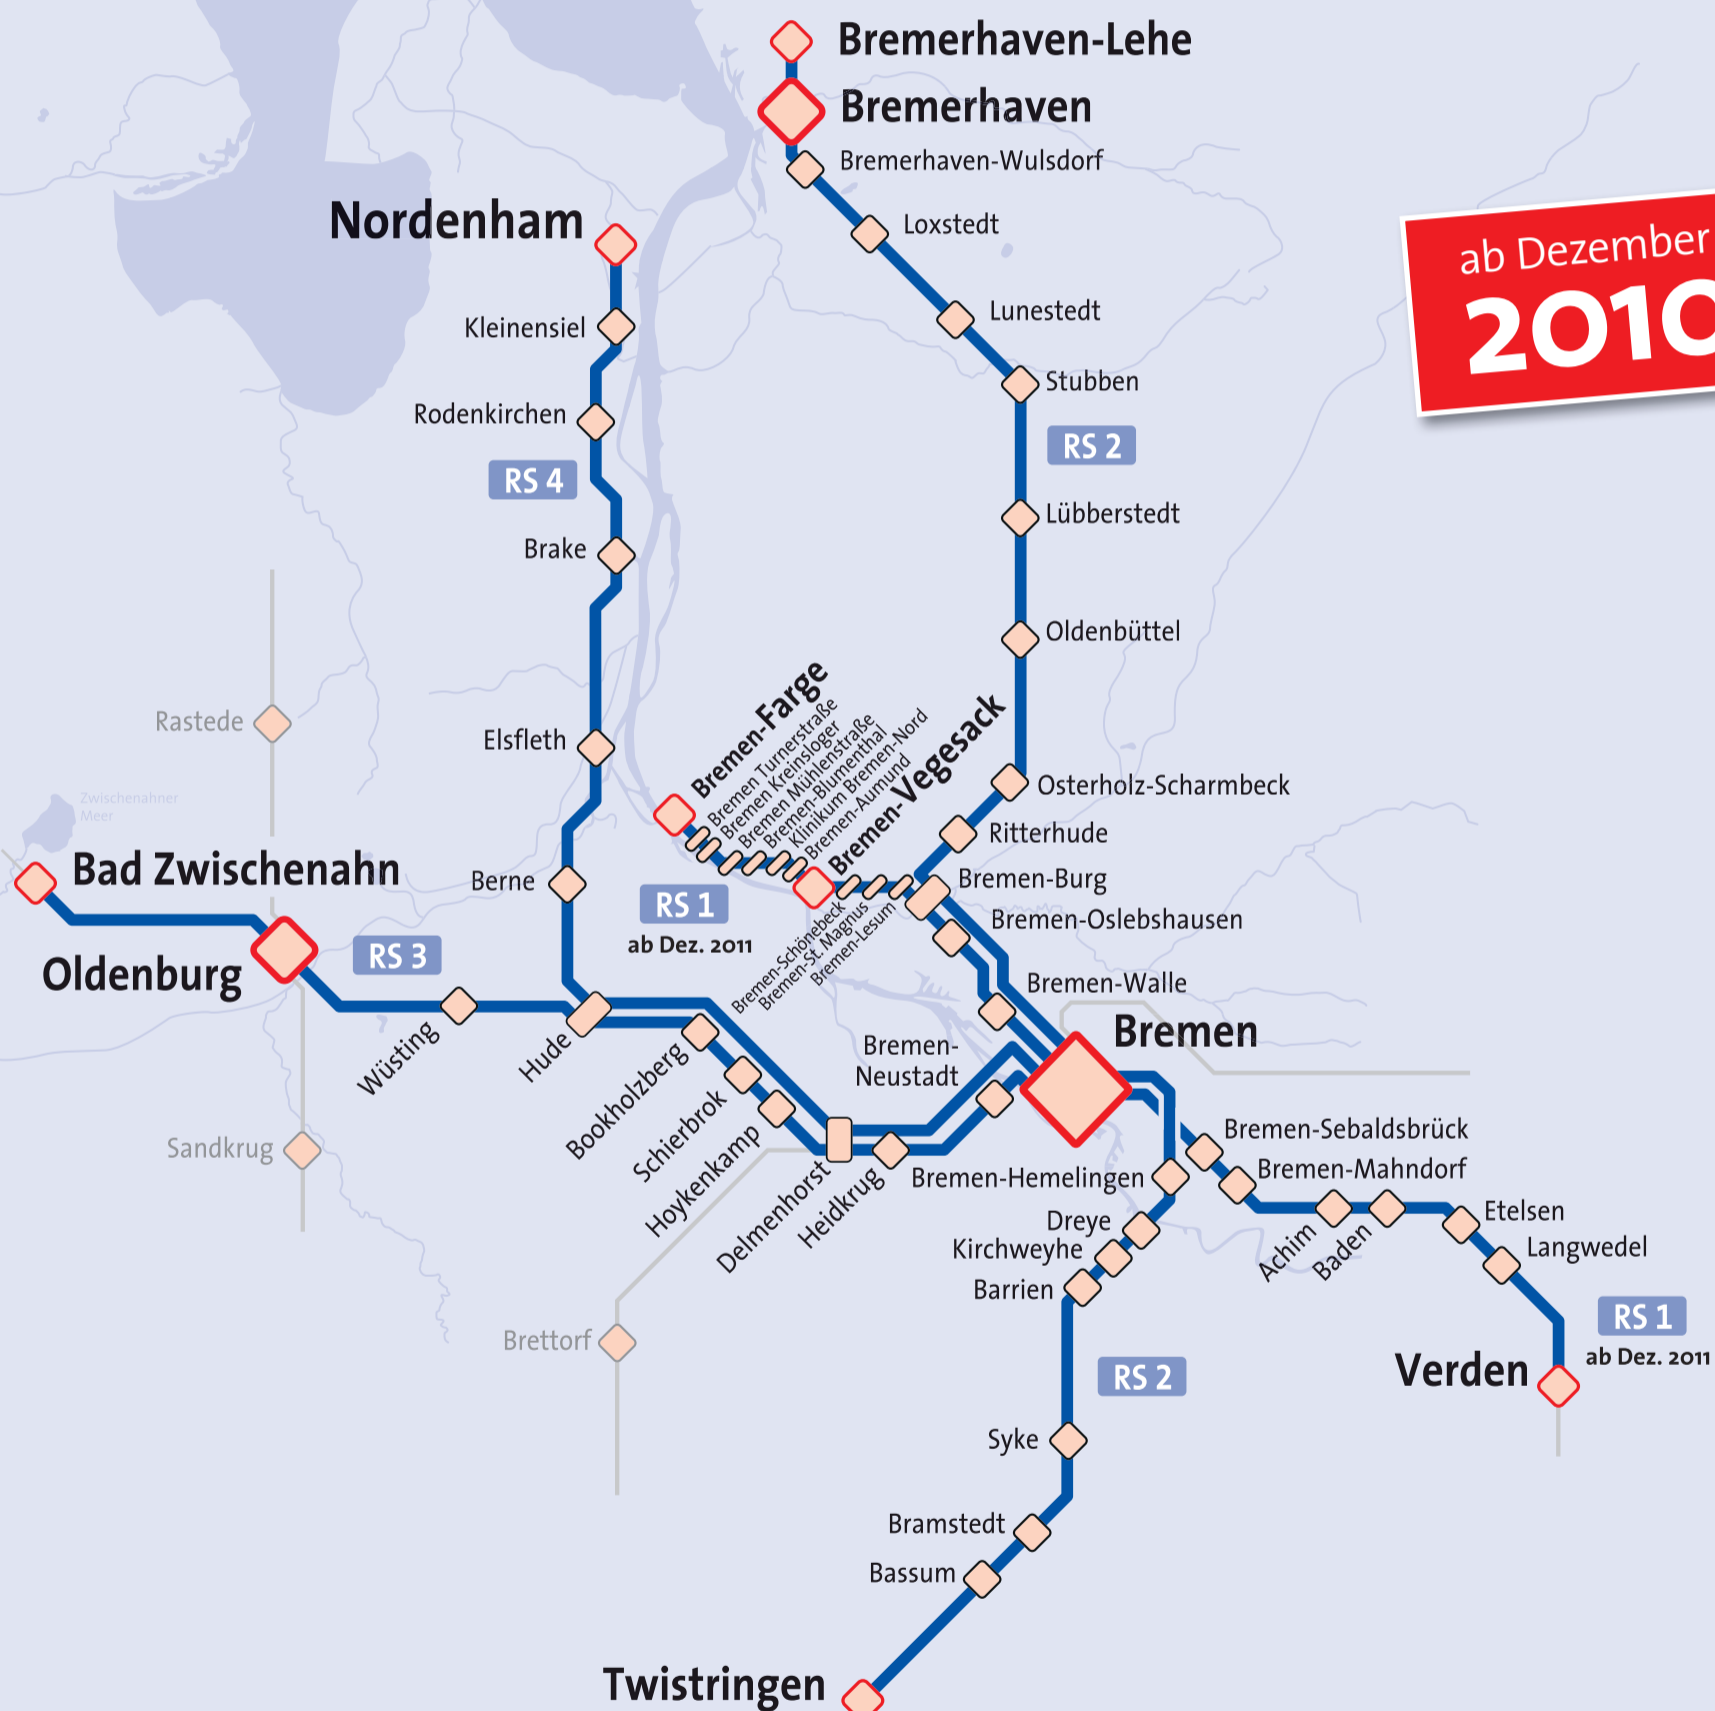 Bremerhaven-Lehe
Bremerhaven
Bremerhaven-Wulsdorf
Loxstedt
Lunestedt
Stubben
RS 2
Lübberstedt
Oldenbüttel
Osterholz-Scharmbeck
Ritterhude
Bremen-Burg
Bremen-Oslebshausen
Bremen-Walle
Bremen
ab Dezember
2010
Nordenham
Kleinensiel
Rodenkirchen
RS 4
Brake
Elsfleth
Berne
Rastede
Zwischenahner
Meer
Bad Zwischenahn
Oldenburg
RS 3
Wüsting
Hude
Bookholzberg
Schierbrok
Hoykenkamp
Delmenhorst
Heidkrug
Bremen-
Neustadt
Sandkrug
Brettorf
Bremen-Farge
Bremen Turnerstraße
Bremen Kreinsloger
Bremen Mühlenstraße
Bremen-Blumenthal
Klinikum Bremen-Nord
Bremen-Aumund
Bremen-Vegesack
RS 1
ab Dez. 2011
Bremen-Schönebeck
Bremen-St. Magnus
Bremen-Lesum
Bremen-Sebaldsbrück
Bremen-Mahndorf
Achim
Baden
Etelsen
Langwedel
RS 1
ab Dez. 2011
Verden
Bremen-Hemelingen
Dreye
Kirchweyhe
Barrien
RS 2
Syke
Bramstedt
Bassum
Twistringen